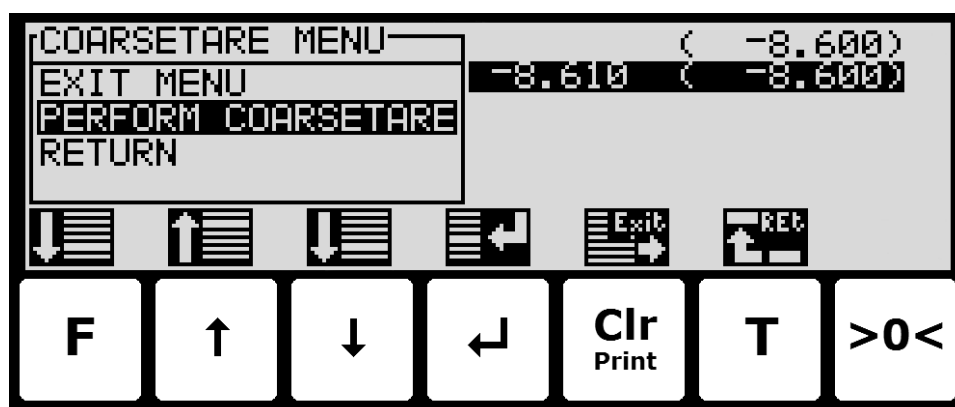 COARSETARE MENU
EXIT MENU
PERFORM COARSETARE
RETURN
( -8.600)
-8.610 ( -8.600)
Exit
REt
F
↑
↓
↵
Clr
Print
T
>0<